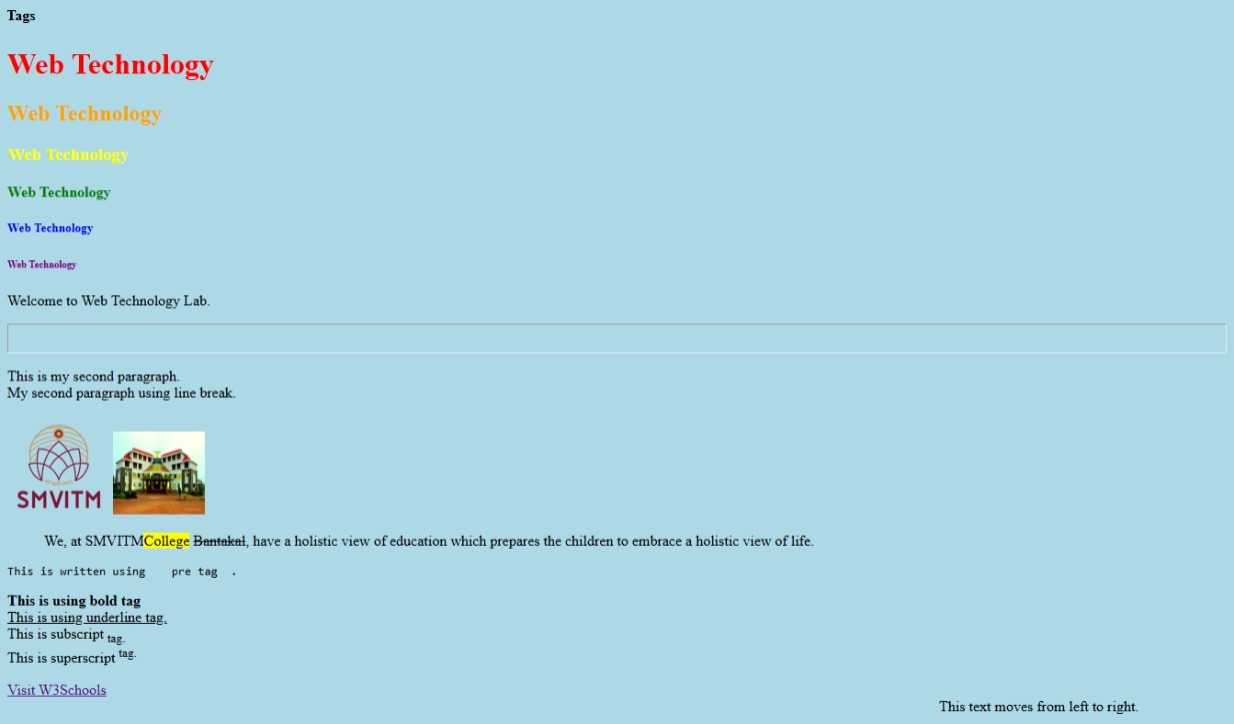 Tags
Web Technology
Web Technology
Web Technology
Web Technology
Web Technology
Web Technology
Welcome to Web Technology Lab.
This is my second paragraph.
My second paragraph using line break.
SMVITM
We, at SMVITMCollege Bantakal, have a holistic view of education which prepares the children to embrace a holistic view of life.
This is written using    pre tag  .
This is using bold tag
This is using underline tag.
This is subscript tag.
This is superscript tag.
Visit W3Schools
This text moves from left to right.